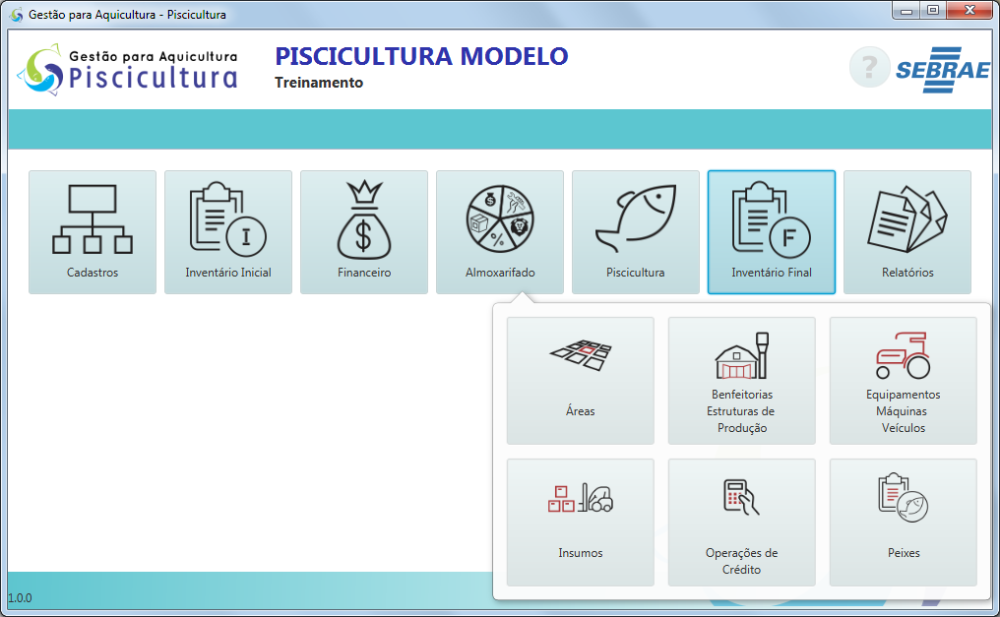 Gestão para Aquicultura - Piscicultura
Gestão para Aquicultura
Piscicultura
PISCICULTURA MODELO
Treinamento
?
SEBRAE
Cadastros
I
Inventário Inicial
$
Financeiro
$
%
Almoxarifado
Piscicultura
F
Inventário Final
Relatórios
Áreas
Benfeitorias
Estruturas de
Produção
Equipamentos
Máquinas
Veículos
Insumos
Operações de
Crédito
Peixes
1.0.0